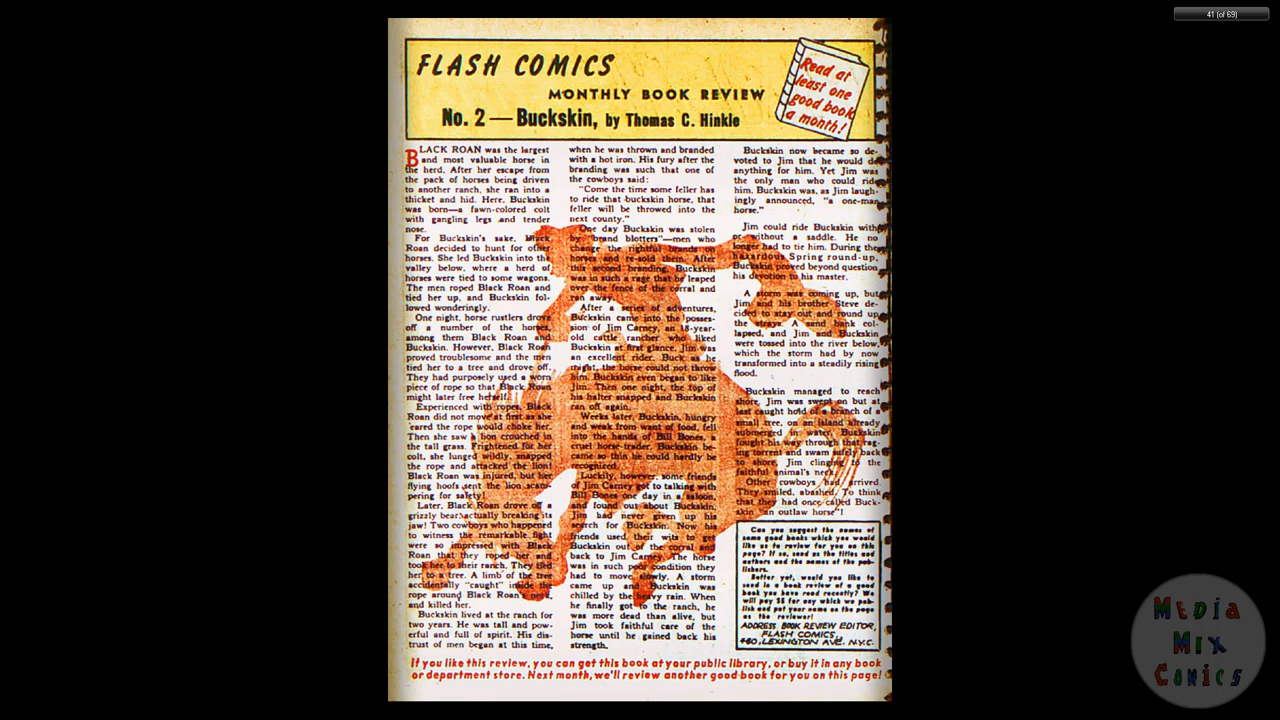 41 (of 69)
FLASH COMICS
MONTHLY BOOK REVIEW
No. 2 — Buckskin, by Thomas C. Hinkle
Read at
least one
good book
a month!
BLACK ROAN was the largest
and most valuable horse in
the herd. After her escape from
the pack of horses being driven
to another ranch, she ran into a
thicket and hid. Here, Buckskin
was born—a fawn-colored colt
with gangling legs and tender
nose.
For Buckskin's sake, Black
Roan decided to hunt for other
horses. She led Buckskin into the
valley below, where a herd of
horses were tied to some wagons.
The men roped Black Roan and
tied her up, and Buckskin fol-
lowed wonderingly.
One night, horse rustlers drove
off a number of the horses,
among them Black Roan and
Buckskin. However, Black Roan
proved troublesome and the men
tied her to a tree and drove off.
They had purposely used a worn
piece of rope so that Black Roan
might later free herself.
Experienced with ropes, Black
Roan did not move at first as she
feared the rope would choke her.
Then she saw a lion crouched in
the tall grass. Frightened for her
colt, she lunged wildly, snapped
the rope and attacked the lion!
Black Roan was injured, but her
flying hoofs sent the lion scam-
pering for safety!
Later, Black Roan drove off a
grizzly bear, actually breaking its
jaw! Two cowboys who happened
to witness the remarkable fight
were so impressed with Black
Roan that they roped her and
took her to their ranch. They tied
her to a tree. A limb of the tree
accidentally "caught" inside the
rope around Black Roan's neck,
and killed her.
Buckskin lived at the ranch for
two years. He was tall and pow-
erful and full of spirit. His dis-
trust of men began at this time,
when he was thrown and branded
with a hot iron. His fury after the
branding was such that one of
the cowboys said:
"Come the time some feller has
to ride that buckskin horse, that
feller will be throwed into the
next county."
One day Buckskin was stolen
by "brand blotters"—men who
change the rightful brands on
horses and re-sold them. After
this second branding, Buckskin
was in such a rage that he leaped
over the fence of the corral and
ran away.
After a series of adventures,
Buckskin came into the posses-
sion of Jim Carney, an 18-year-
old cattle rancher who liked
Buckskin at first glance. Jim was
an excellent rider. Buck as he
might, the horse could not throw
him. Buckskin even began to like
Jim. Then one night, the top of
his halter snapped and Buckskin
ran off again.
Weeks later, Buckskin, hungry
and weak from want of food, fell
into the hands of Bill Bones, a
cruel horse-trader. Buckskin be-
came so thin he could hardly be
recognized.
Luckily, however, some friends
of Jim Carney got to talking with
Bill Bones one day in a saloon,
and found out about Buckskin.
Jim had never given up his
search for Buckskin. Now his
friends used their wits to get
Buckskin out of the corral and
back to Jim Carney. The horse
was in such poor condition they
had to move slowly. A storm
came up and Buckskin was
chilled by the heavy rain. When
he finally got to the ranch, he
was more dead than alive, but
Jim took faithful care of the
horse until he gained back his
strength.
Buckskin now became so de-
voted to Jim that he would do
anything for him. Yet Jim was
the only man who could ride
him. Buckskin was, as Jim laugh-
ingly announced, "a one-man
horse."
Jim could ride Buckskin with
or without a saddle. He no
longer had to tie him. During the
hazardous Spring round-up,
Buckskin proved beyond question
his devotion to his master.
A storm was coming up, but
Jim and his brother Steve de-
cided to stay out and round up
the strays. A sand bank col-
lapsed, and Jim and Buckskin
were tossed into the river below,
which the storm had by now
transformed into a steadily rising
flood.
Buckskin managed to reach
shore. Jim was swept on but at
last caught hold of a branch of a
small tree, on an island already
submerged in water. Buckskin
fought his way through that rag-
ing torrent and swam safely back
to shore, Jim clinging to the
faithful animal's neck.
Other cowboys had arrived.
They smiled, abashed. To think
that they had once called Buck-
skin "an outlaw horse"!
Can you suggest the names of
some good books which you would
like us to review for you on this
page? If so, send us the titles and
authors and the names of the pub-
lishers.
Better yet, would you like to
send in a book review of a good
book you have read recently? We
will pay $5 for any which we pub-
lish and put your name on the page
as the reviewer!
ADDRESS BOOK REVIEW EDITOR,
FLASH COMICS,
480, LEXINGTON AVE. N.Y.C.
If you like this review, you can get this book at your public library, or buy it in any book
or department store. Next month, we'll review another good book for you on this page!
MEDIA
MIX
COMICS